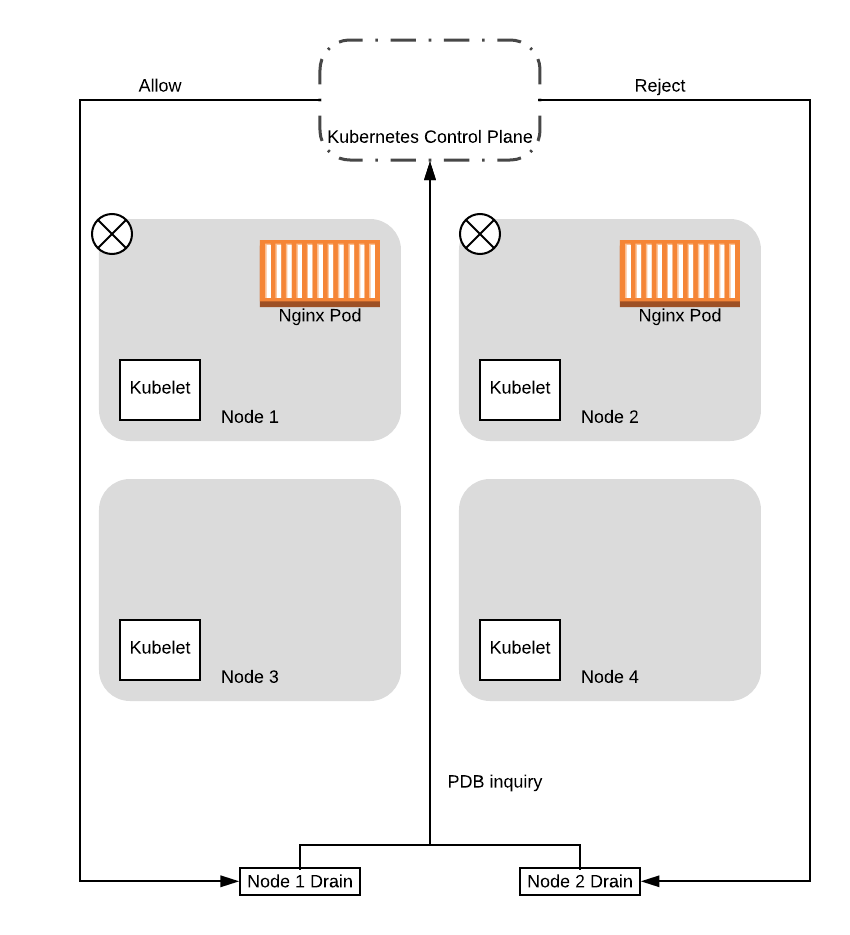 Allow
Reject
Kubernetes Control Plane
Nginx Pod
Nginx Pod
Kubelet
Kubelet
Node 1
Node 2
Kubelet
Kubelet
Node 3
Node 4
PDB inquiry
Node 1 Drain
Node 2 Drain